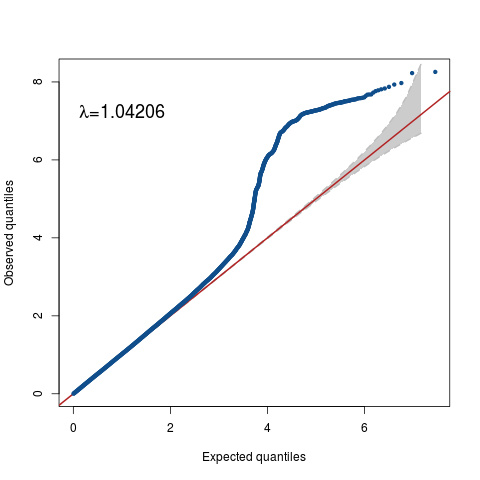 λ=1.04206
8
6
4
2
0
Observed quantiles
0 2 4 6
Expected quantiles